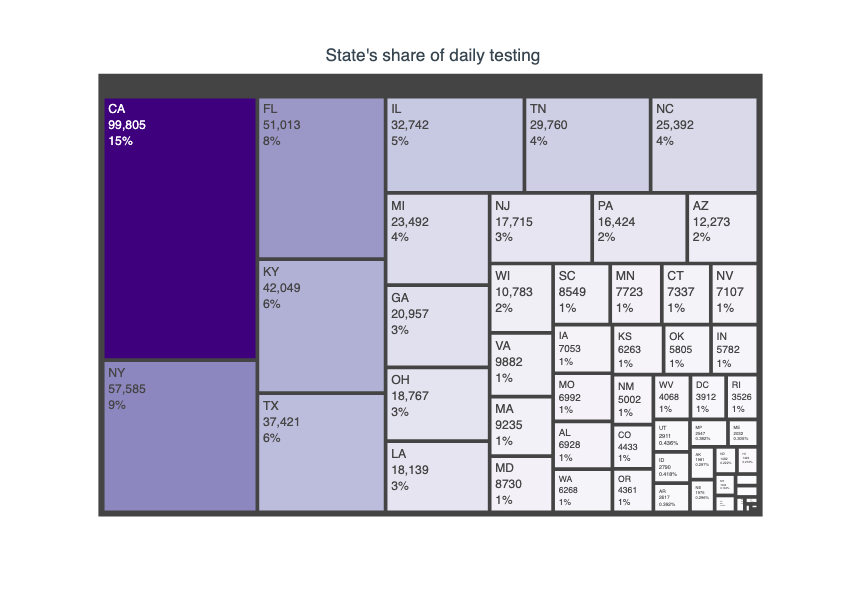 State's share of daily testing
CA
99,805
15%
NY
57,585
9%
FL
51,013
8%
KY
42,049
6%
TX
37,421
6%
IL
32,742
5%
TN
29,760
4%
NC
25,392
4%
MI
23,492
4%
GA
20,957
3%
OH
18,767
3%
LA
18,139
3%
NJ
17,715
3%
PA
16,424
2%
AZ
12,273
2%
WI
10,783
2%
VA
9882
1%
MA
9235
1%
MD
8730
1%
SC
8549
1%
MN
7723
1%
CT
7337
1%
NV
7107
1%
IA
7053
1%
MO
6992
1%
AL
6928
1%
WA
6268
1%
KS
6263
1%
OK
5805
1%
IN
5782
1%
NM
5002
1%
CO
4433
1%
OR
4361
1%
WV
4068
1%
DC
3912
1%
RI
3526
1%
UT
2911
0.436%
ID
2790
0.418%
AR
2617
0.392%
MP
2547
0.382%
ME
2032
0.305%
AK
1981
0.297%
NE
1975
0.296%